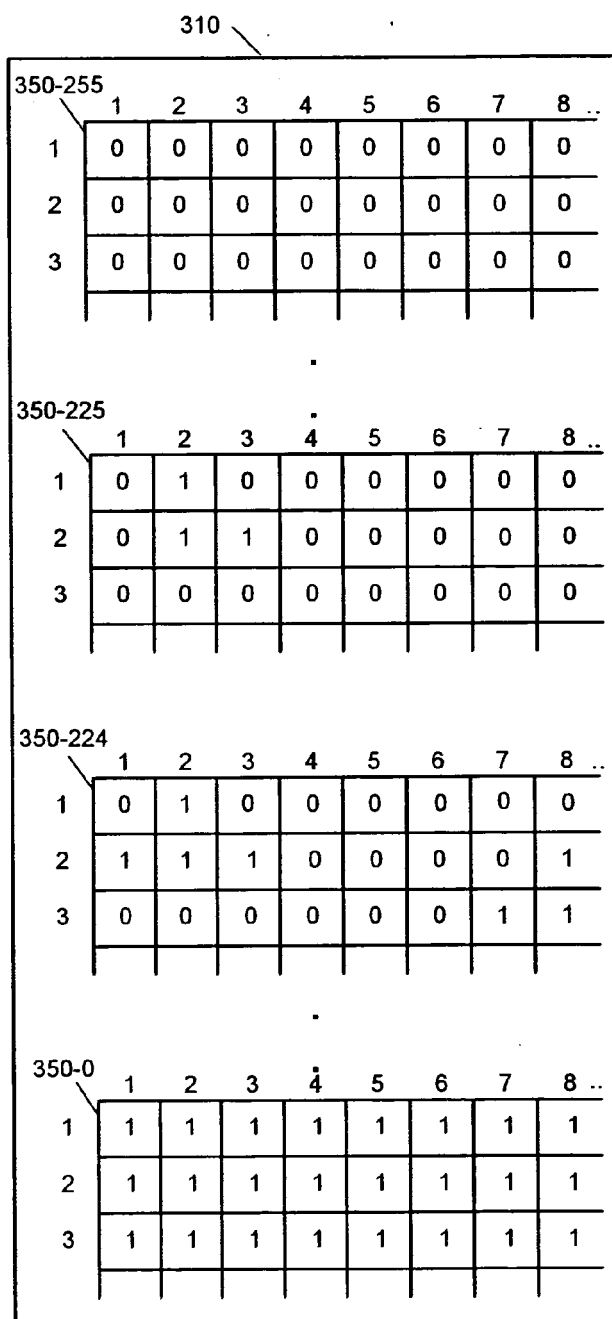 310
350-255
1 2 3 4 5 6 7 8 ..
1 0 0 0 0 0 0 0 0
2 0 0 0 0 0 0 0 0
3 0 0 0 0 0 0 0 0
350-225
1 2 3 4 5 6 7 8 ..
1 0 1 0 0 0 0 0 0
2 0 1 1 0 0 0 0 0
3 0 0 0 0 0 0 0 0
350-224
1 2 3 4 5 6 7 8 ..
1 0 1 0 0 0 0 0 0
2 1 1 1 0 0 0 0 1
3 0 0 0 0 0 0 1 1
350-0
1 2 3 4 5 6 7 8 ..
1 1 1 1 1 1 1 1 1
2 1 1 1 1 1 1 1 1
3 1 1 1 1 1 1 1 1